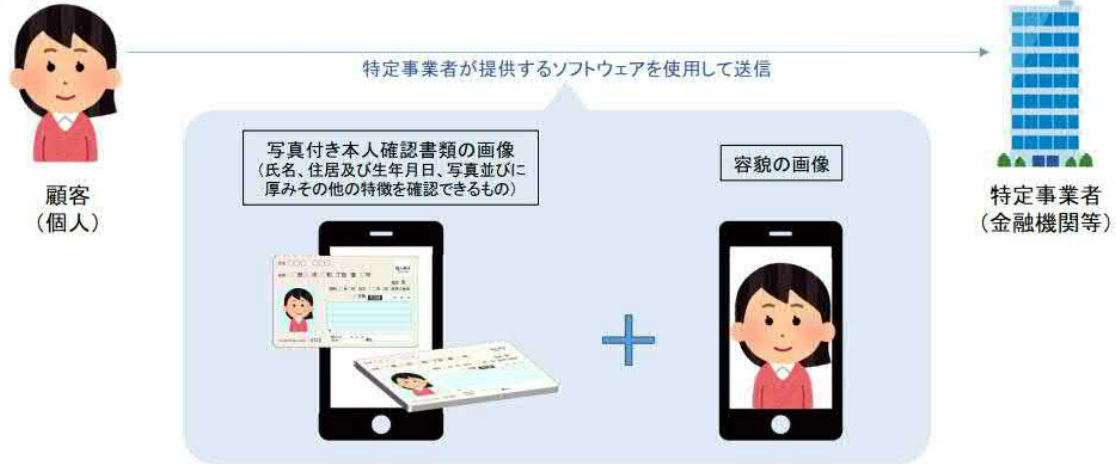 特定事業者が提供するソフトウェアを使用して送信
写真付き本人確認書類の画像
（氏名、住居及び生年月日、写真並びに
厚みその他の特徴を確認できるもの）
容貌の画像
顧客
（個人）
特定事業者
（金融機関等）